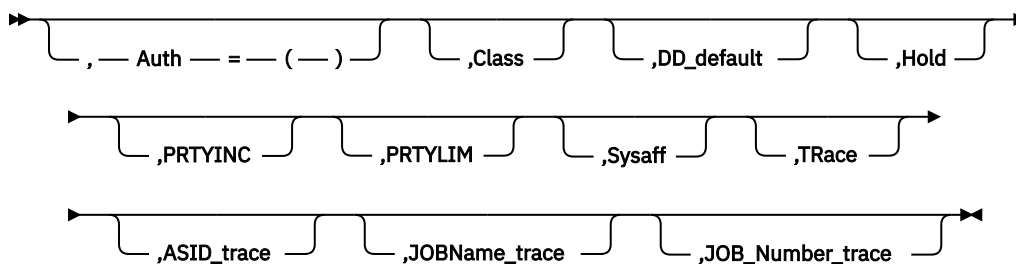 , Auth = ( ) ,Class ,DD_default ,Hold
,PRTYINC ,PRTYLIM ,Sysaff ,TRace
,ASID_trace ,JOBName_trace ,JOB_Number_trace